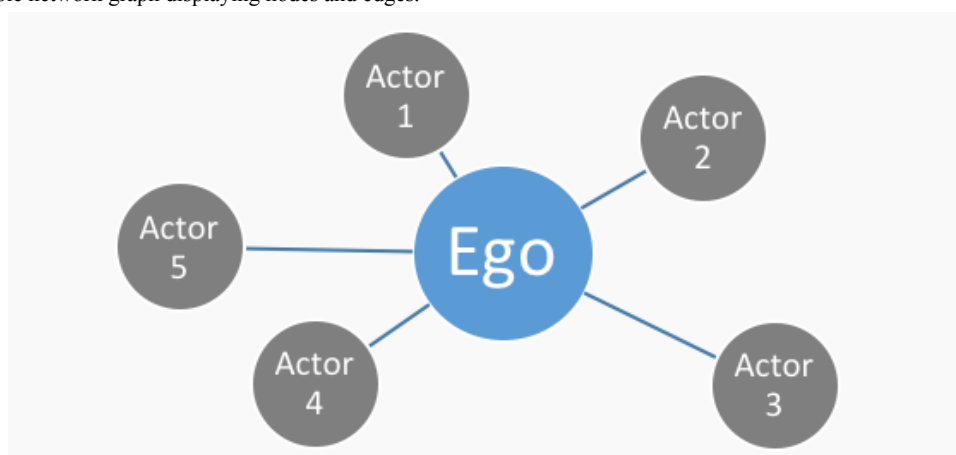 network graph displaying nodes and edges.
Actor
1
Actor
2
Ego
Actor
5
Actor
4
Actor
3